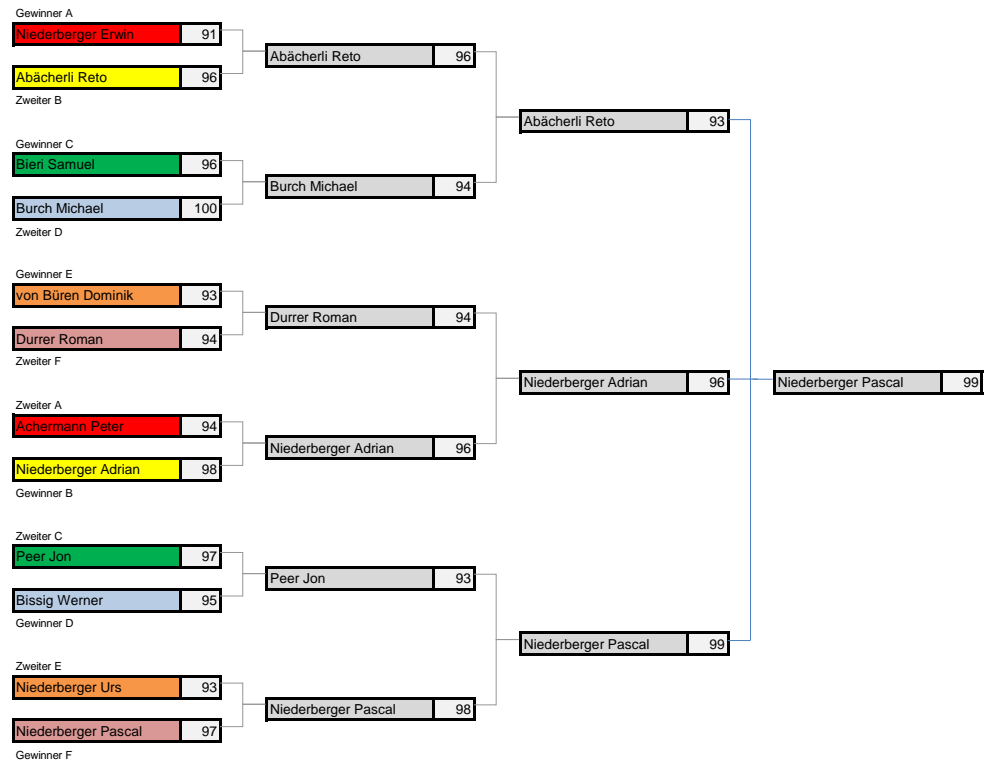 Gewinner A
Niederberger Erwin 91
Abächerli Reto 96
Zweiter B
Gewinner C
Bieri Samuel 96
Burch Michael 100
Zweiter D
Gewinner E
von Büren Dominik 93
Durrer Roman 94
Zweiter F
Zweiter A
Achermann Peter 94
Niederberger Adrian 98
Gewinner B
Zweiter C
Peer Jon 97
Bissig Werner 95
Gewinner D
Zweiter E
Niederberger Urs 93
Niederberger Pascal 97
Gewinner F
Abächerli Reto 96
Burch Michael 94
Durrer Roman 94
Niederberger Adrian 96
Peer Jon 93
Niederberger Pascal 98
Abächerli Reto 93
Niederberger Adrian 96
Niederberger Pascal 99
Niederberger Pascal 99